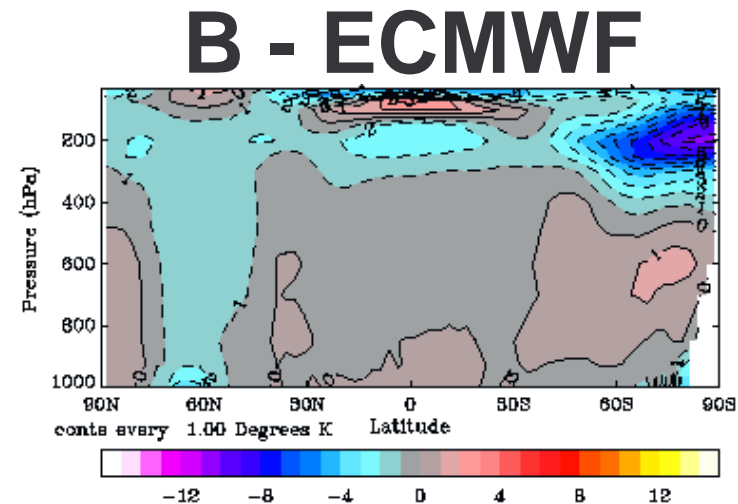 B - ECMWF
Pressure (hPa)
200
400
600
800
1000
90N 60N 30N 0 30S 60S 90S
conts every 1.00 Degrees K Latitude
-12 -8 -4 0 4 8 12